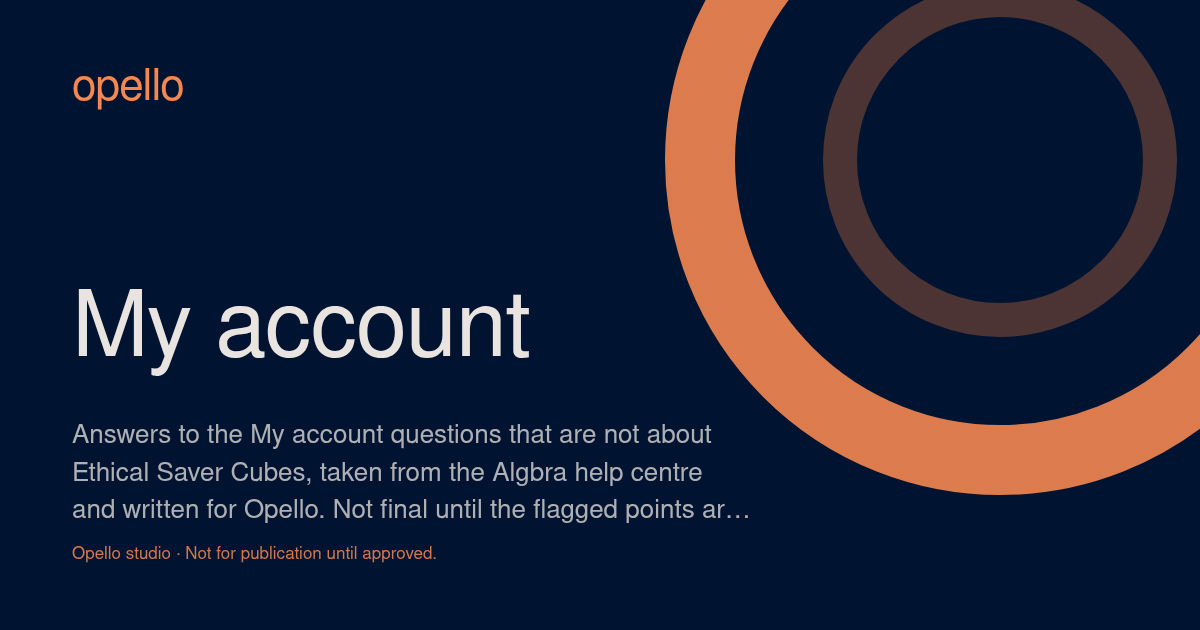 opello
My account
Answers to the My account questions that are not about
Ethical Saver Cubes, taken from the Algbra help centre
and written for Opello. Not final until the flagged points ar…
Opello studio · Not for publication until approved.